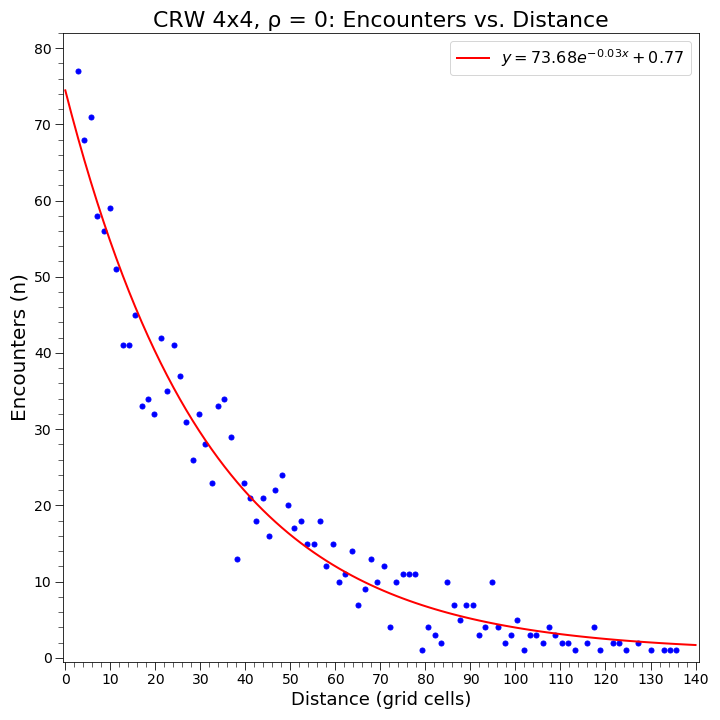 CRW 4x4, ρ = 0: Encounters vs. Distance
y = 73.68e^{-0.03x} + 0.77
Encounters (n)
80
70
60
50
40
30
20
10
0
0 10 20 30 40 50 60 70 80 90 100 110 120 130 140
Distance (grid cells)